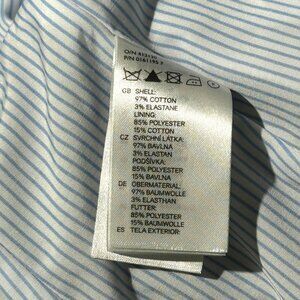 O/N
P/N 0161195
GB SHELL:
97% COTTON
3% ELASTANE
LINING:
85% POLYESTER
15% COTTON
CZ SVRCHNÍ LÁTKA:
97% BAVLNA
3% ELASTAN
PODŠÍVKA:
85% POLYESTER
15% BAVLNA
DE OBERMATERIAL:
97% BAUMWOLLE
3% ELASTHAN
FUTTER:
85% POLYESTER
15% BAUMWOLLE
ES TELA EXTERIOR: